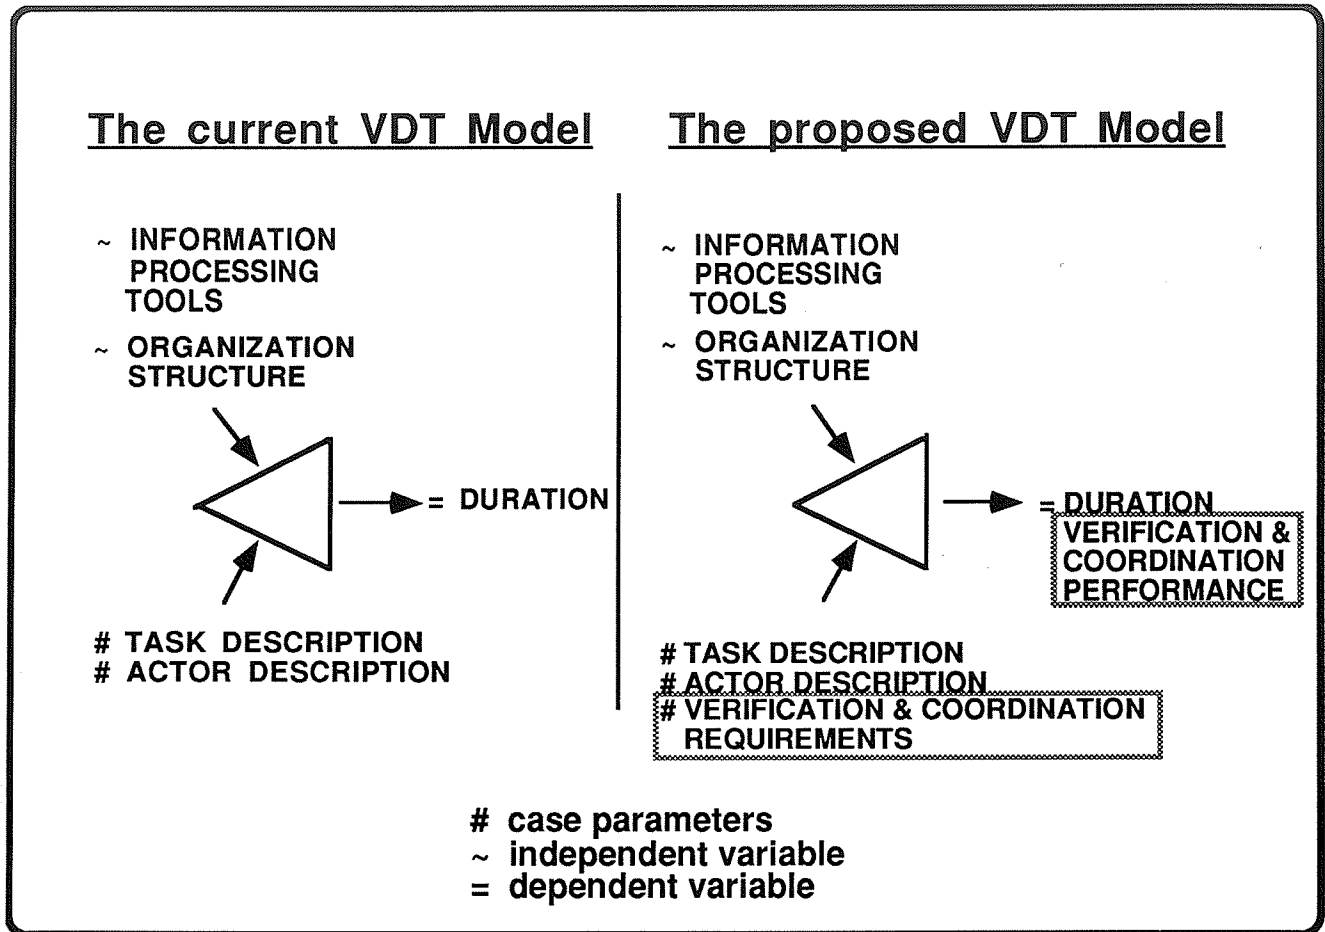 The current VDT Model
~ INFORMATION
PROCESSING
TOOLS
~ ORGANIZATION
STRUCTURE
= DURATION
# TASK DESCRIPTION
# ACTOR DESCRIPTION
The proposed VDT Model
~ INFORMATION
PROCESSING
TOOLS
~ ORGANIZATION
STRUCTURE
= DURATION
VERIFICATION &
COORDINATION
PERFORMANCE
# TASK DESCRIPTION
# ACTOR DESCRIPTION
# VERIFICATION & COORDINATION
REQUIREMENTS
# case parameters
~ independent variable
= dependent variable